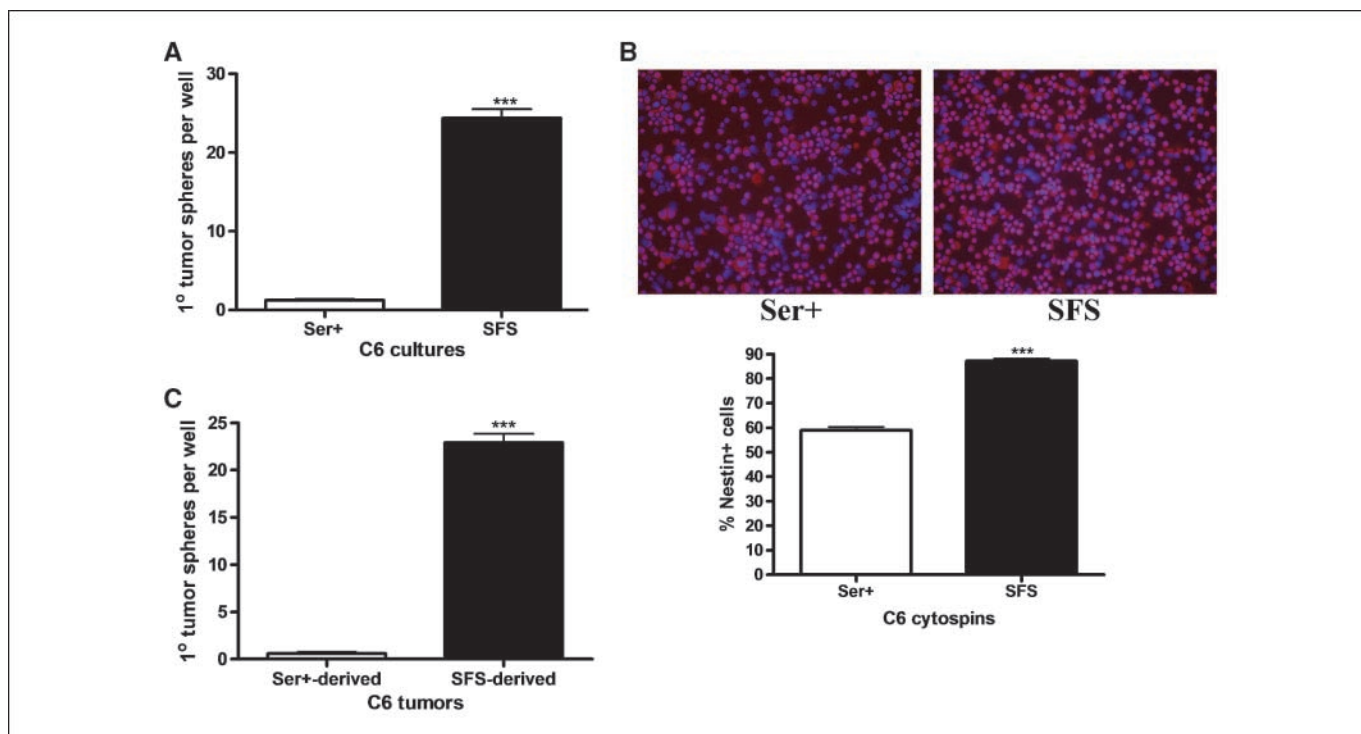 A
1° tumor spheres per well
30
20
10
0
***
Ser+ SFS
C6 cultures
B
Ser+ SFS
% Nestin+ cells
90
80
70
60
50
40
30
20
10
0
***
Ser+ SFS
C6 cytospins
C
1° tumor spheres per well
25
20
15
10
5
0
***
Ser+-derived SFS-derived
C6 tumors